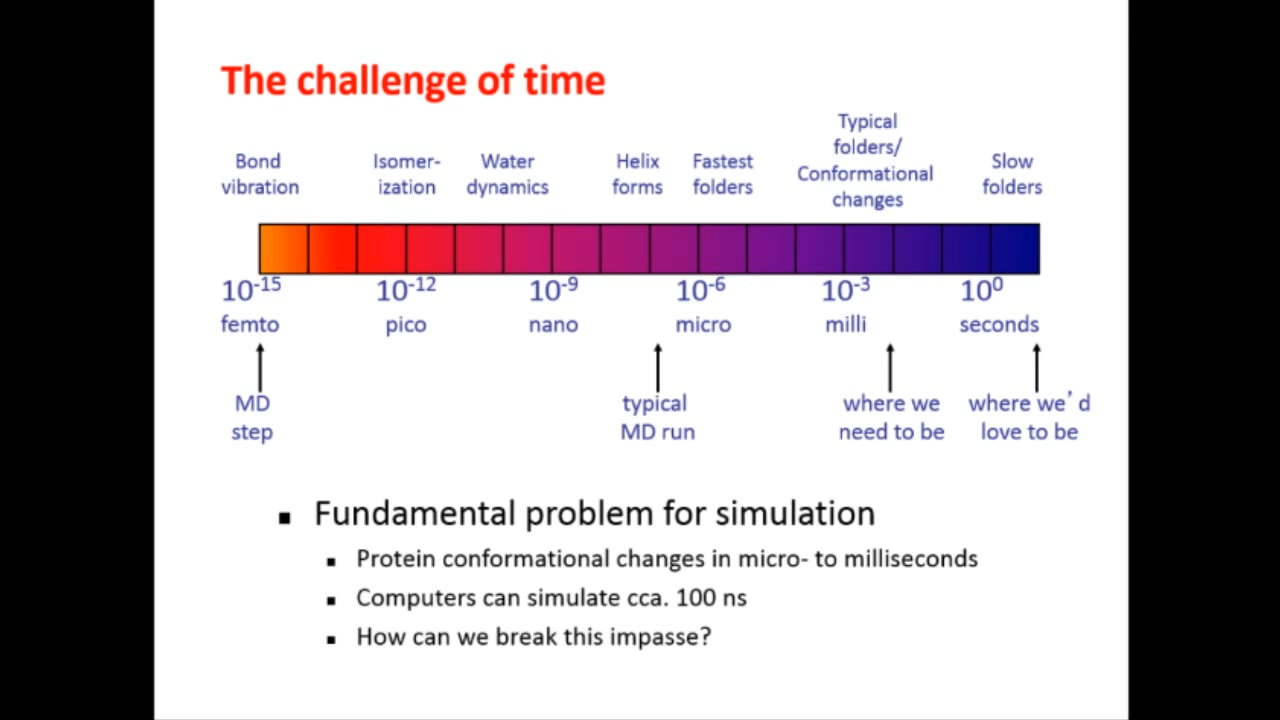 The challenge of time
Typical
folders/
Conformational
changes
Bond
vibration
Isomer-
ization
Water
dynamics
Helix
forms
Fastest
folders
Slow
folders
10⁻¹⁵ 10⁻¹² 10⁻⁹ 10⁻⁶ 10⁻³ 10⁰
femto pico nano micro milli seconds
MD
step
typical
MD run
where we
need to be
where we’d
love to be
Fundamental problem for simulation
Protein conformational changes in micro- to milliseconds
Computers can simulate cca. 100 ns
How can we break this impasse?